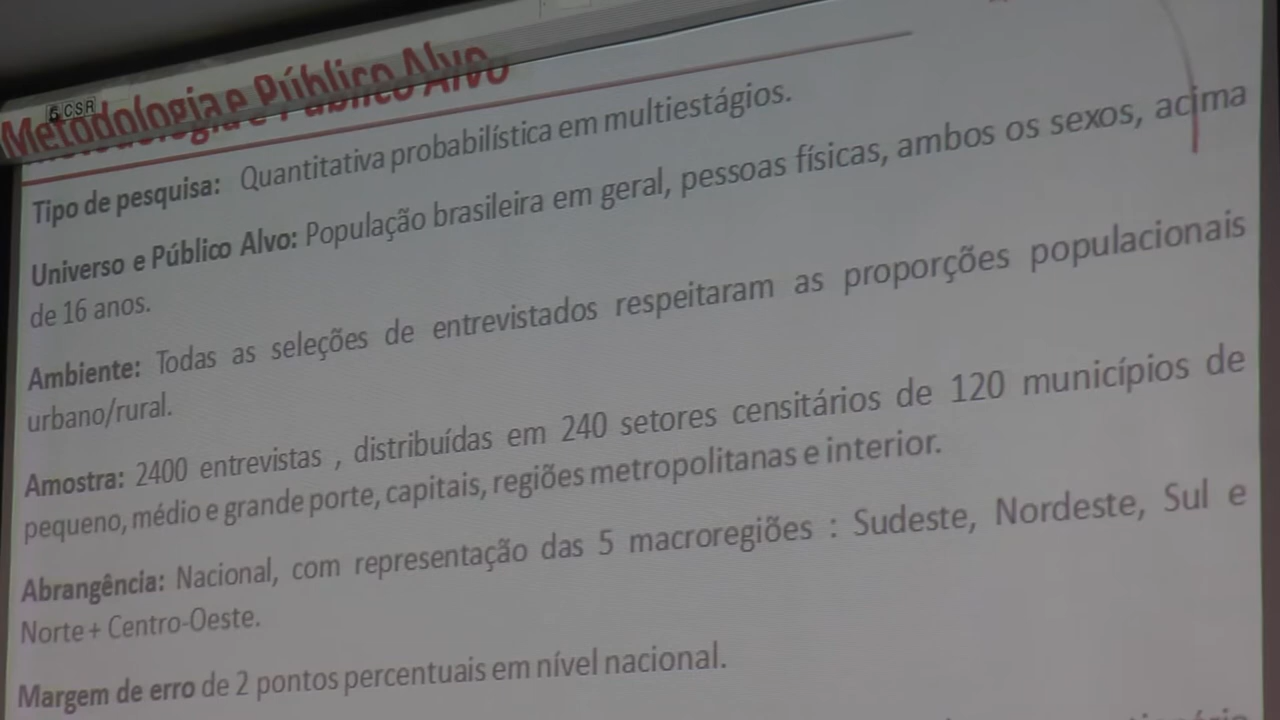 CSR
Metodologia e Público Alvo
Tipo de pesquisa: Quantitativa probabilística em multiestágios.
Universo e Público Alvo: População brasileira em geral, pessoas físicas, ambos os sexos, acima
de 16 anos.
Ambiente: Todas as seleções de entrevistados respeitaram as proporções populacionais
urbano/rural.
Amostra: 2400 entrevistas , distribuídas em 240 setores censitários de 120 municípios de
pequeno, médio e grande porte, capitais, regiões metropolitanas e interior.
Abrangência: Nacional, com representação das 5 macroregiões : Sudeste, Nordeste, Sul e
Norte + Centro-Oeste.
Margem de erro de 2 pontos percentuais em nível nacional.